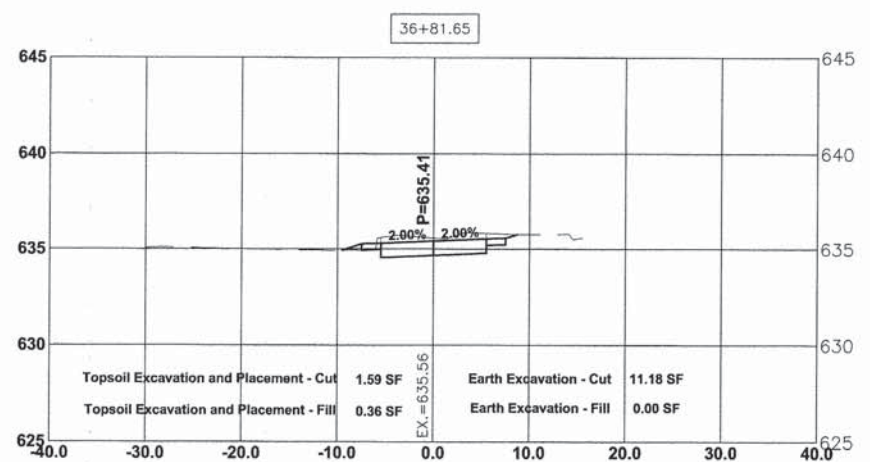 36+81.65
645 645
640 640
P=635.41
2.00% 2.00%
635 635
630 630
EX.=635.56
Topsoil Excavation and Placement - Cut 1.59 SF Earth Excavation - Cut 11.18 SF
Topsoil Excavation and Placement - Fill 0.36 SF Earth Excavation - Fill 0.00 SF
625 625
-40.0 -30.0 -20.0 -10.0 0.0 10.0 20.0 30.0 40.0